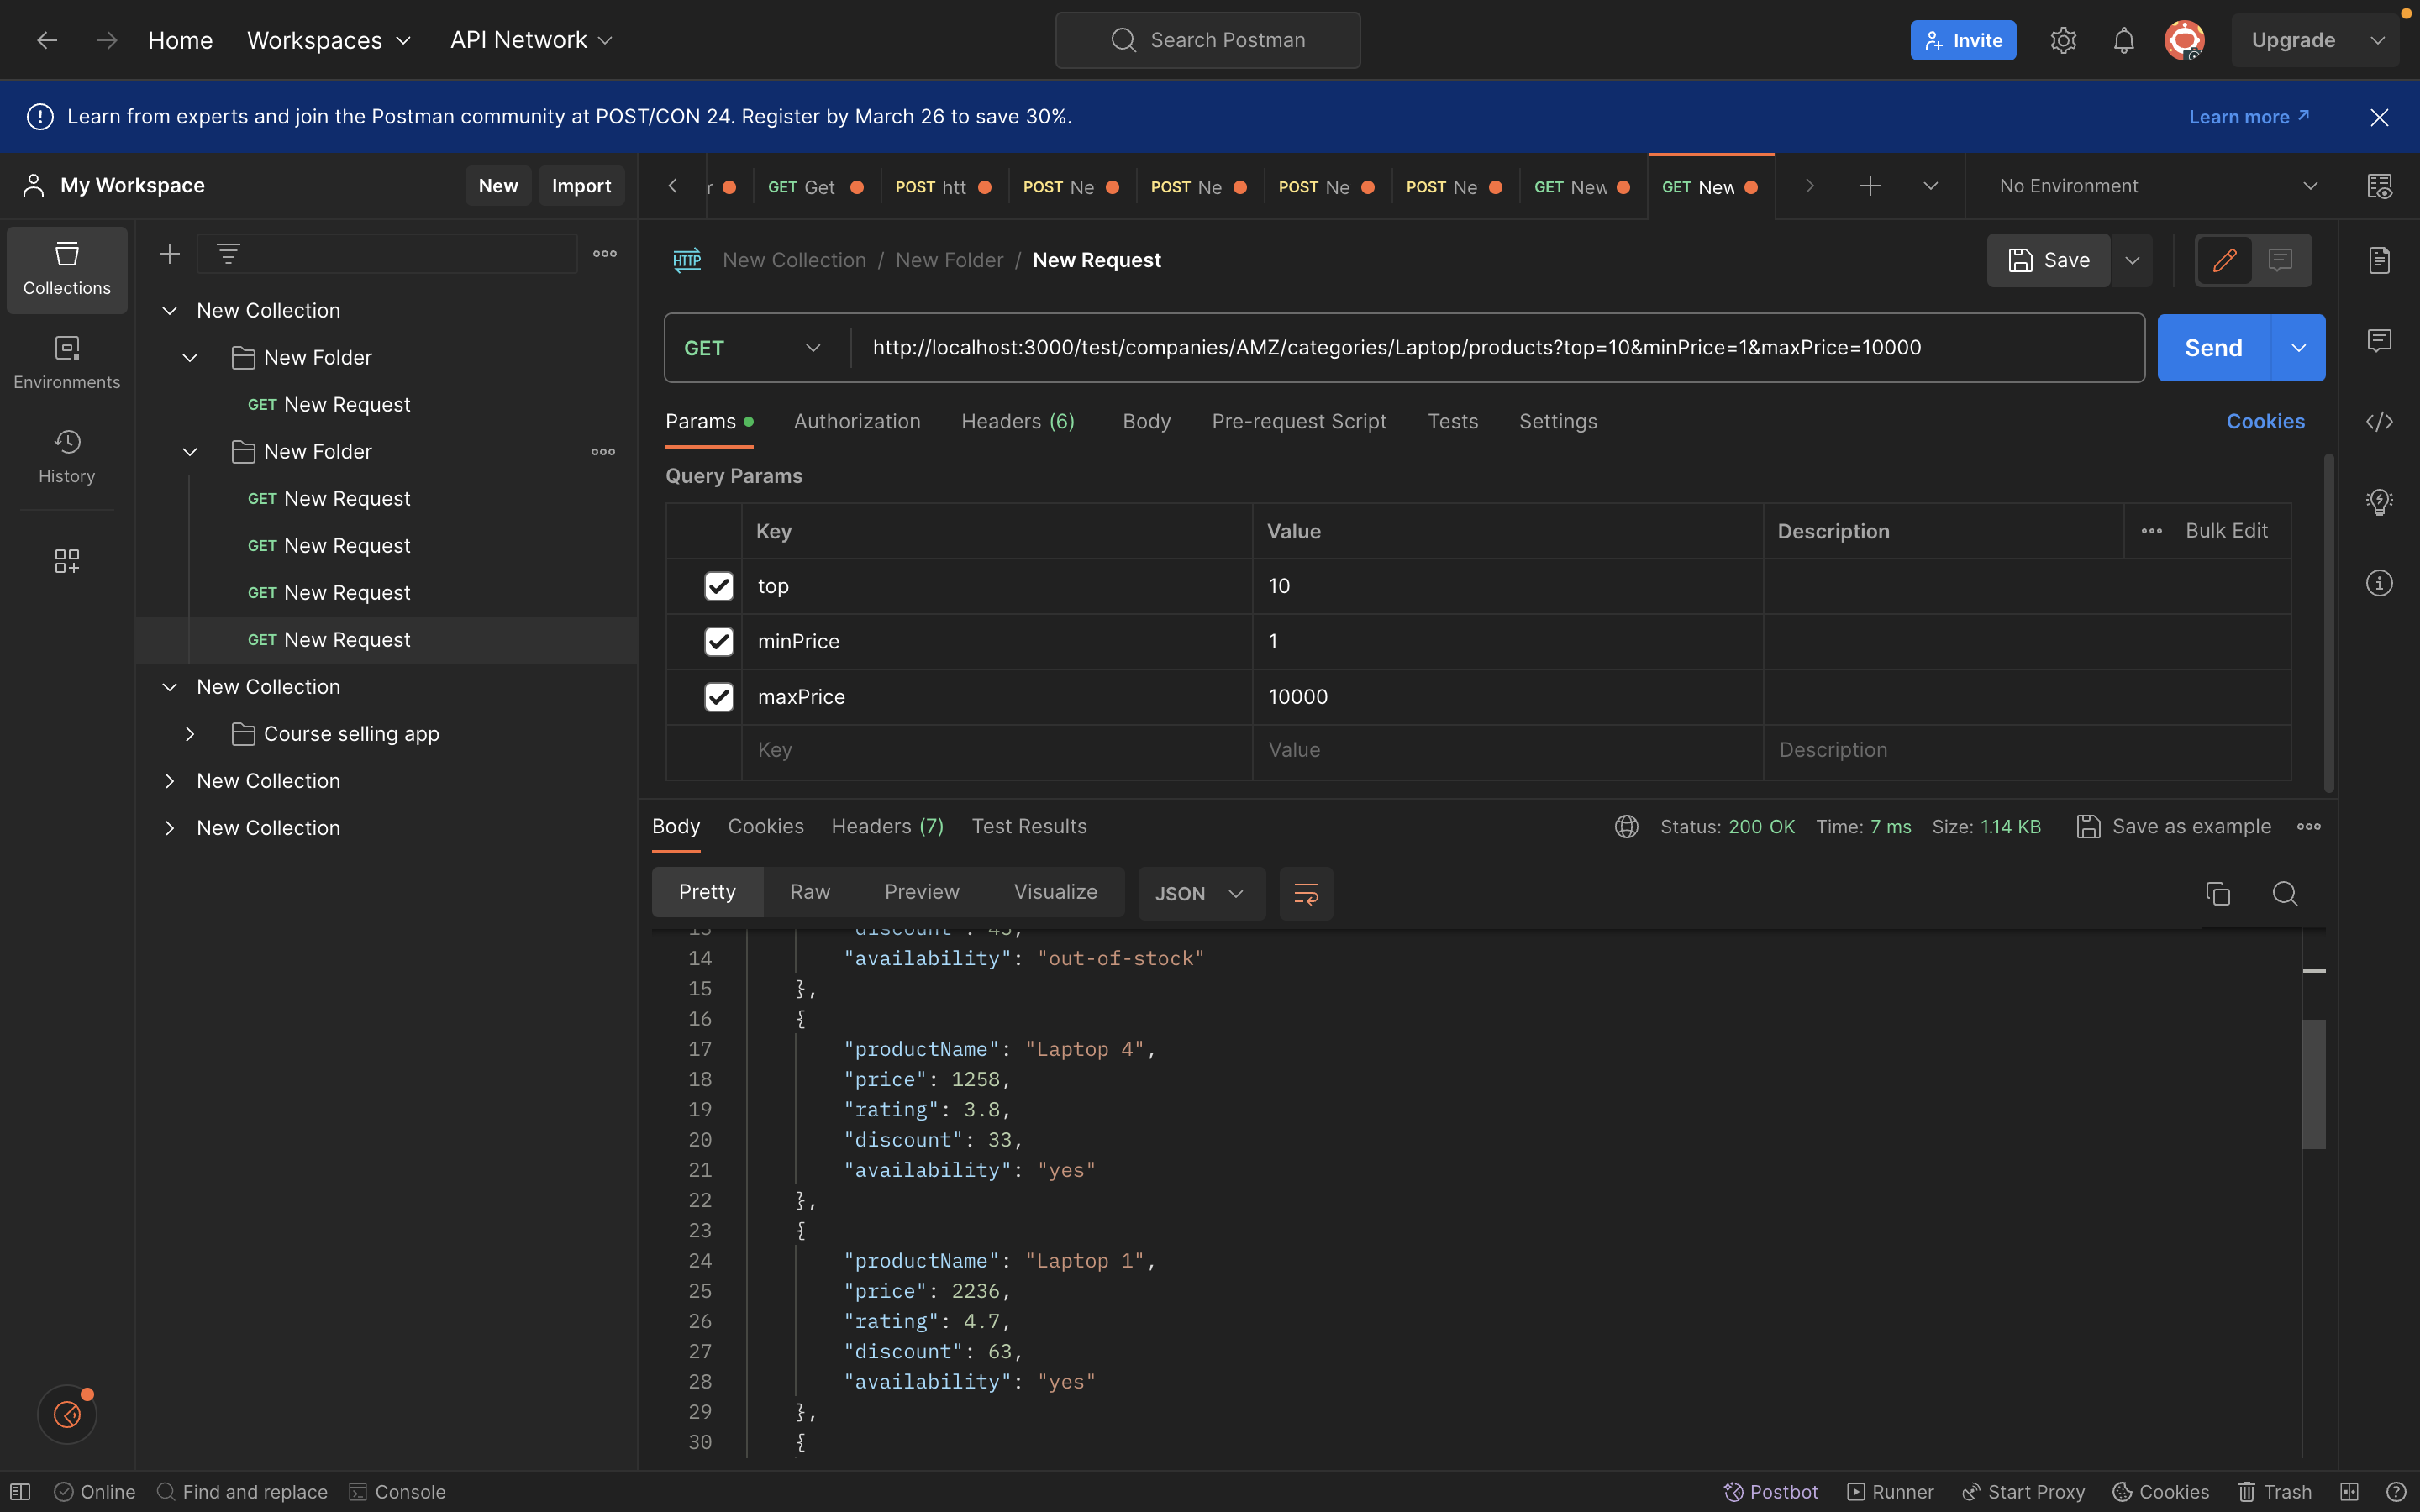 Home Workspaces API Network Search Postman Invite Upgrade
Learn from experts and join the Postman community at POST/CON 24. Register by March 26 to save 30%. Learn more
My Workspace New Import
GET Get POST htt POST Ne POST Ne POST Ne POST Ne GET New GET New No Environment
Collections
Environments
History
New Collection
New Folder
GET New Request
New Folder
GET New Request
GET New Request
GET New Request
GET New Request
New Collection
Course selling app
New Collection
New Collection
HTTP New Collection / New Folder / New Request Save
GET http://localhost:3000/test/companies/AMZ/categories/Laptop/products?top=10&minPrice=1&maxPrice=10000 Send
Params Authorization Headers (6) Body Pre-request Script Tests Settings Cookies
Query Params
Key Value Description Bulk Edit
top 10
minPrice 1
maxPrice 10000
Key Value Description
Body Cookies Headers (7) Test Results Status: 200 OK Time: 7 ms Size: 1.14 KB Save as example
Pretty Raw Preview Visualize JSON
13 "discount": 45,
14 "availability": "out-of-stock"
15 },
16 {
17 "productName": "Laptop 4",
18 "price": 1258,
19 "rating": 3.8,
20 "discount": 33,
21 "availability": "yes"
22 },
23 {
24 "productName": "Laptop 1",
25 "price": 2236,
26 "rating": 4.7,
27 "discount": 63,
28 "availability": "yes"
29 },
30 {
Online Find and replace Console Postbot Runner Start Proxy Cookies Trash